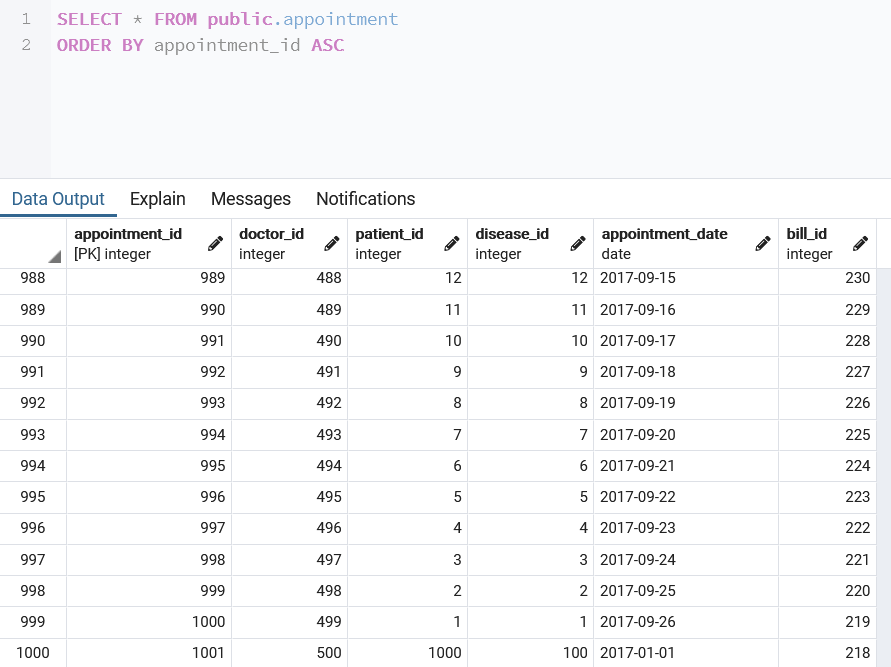 1 SELECT * FROM public.appointment
2 ORDER BY appointment_id ASC
Data Output Explain Messages Notifications
appointment_id doctor_id patient_id disease_id appointment_date bill_id
[PK] integer integer integer integer date integer
988 989 488 12 12 2017-09-15 230
989 990 489 11 11 2017-09-16 229
990 991 490 10 10 2017-09-17 228
991 992 491 9 9 2017-09-18 227
992 993 492 8 8 2017-09-19 226
993 994 493 7 7 2017-09-20 225
994 995 494 6 6 2017-09-21 224
995 996 495 5 5 2017-09-22 223
996 997 496 4 4 2017-09-23 222
997 998 497 3 3 2017-09-24 221
998 999 498 2 2 2017-09-25 220
999 1000 499 1 1 2017-09-26 219
1000 1001 500 1000 100 2017-01-01 218